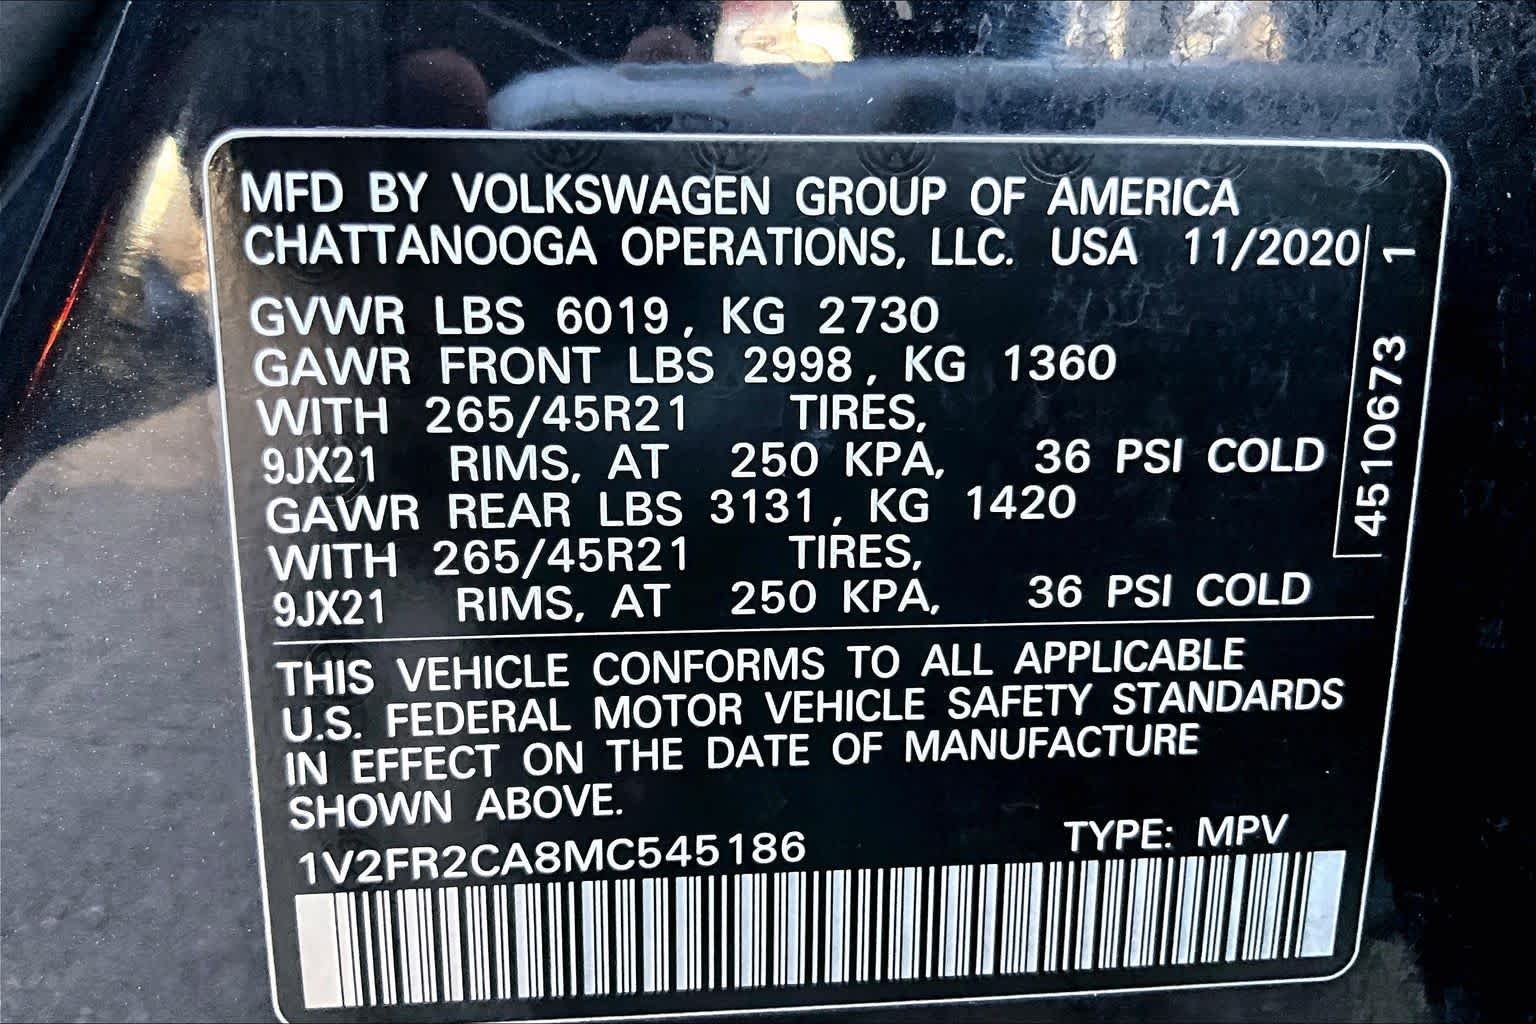 MFD BY VOLKSWAGEN GROUP OF AMERICA
CHATTANOOGA OPERATIONS, LLC. USA 11/2020
GVWR LBS 6019, KG 2730
GAWR FRONT LBS 2998, KG 1360
WITH 265/45R21 TIRES,
9JX21 RIMS, AT 250 KPA, 36 PSI COLD
GAWR REAR LBS 3131, KG 1420
WITH 265/45R21 TIRES,
9JX21 RIMS, AT 250 KPA, 36 PSI COLD
4510673 1
THIS VEHICLE CONFORMS TO ALL APPLICABLE
U.S. FEDERAL MOTOR VEHICLE SAFETY STANDARDS
IN EFFECT ON THE DATE OF MANUFACTURE
SHOWN ABOVE.
1V2FR2CA8MC545186 TYPE: MPV